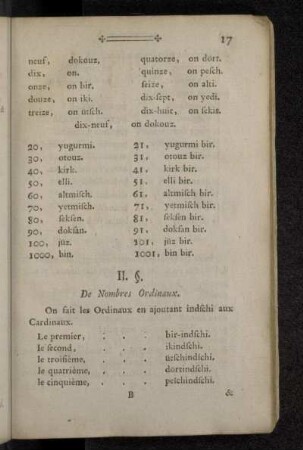 17
neuf, dokouz. quatorze, on dört.
dix, on. quinze, on peſch.
onze, on bir. ſeize, on alti.
douze, on iki. dix-ſept, on yedi.
treize, on ütſch. dix-huit, on ſekis.
dix-neuf, on dokouz.
20, yugurmi. 21, yugurmi bir.
30, otouz. 31, otouz bir.
40, kirk. 41, kirk bir.
50, elli. 51, elli bir.
60, altmiſch. 61, altmiſch bir.
70, yetmiſch. 71, yetmiſch bir.
80, ſekſen. 81, ſekſen bir.
90, dokſan. 91, dokſan bir.
100, jüz. 101, jüz bir.
1000, bin. 1001, bin bir.
II. §.
De Nombres Ordinaux.
On fait les Ordinaux en ajoutant indſchi aux
Cardinaux.
Le premier, . . . bir-indſchi.
le ſecond, . . . ikindſchi.
le troiſième, . . . ütſchindſchi.
le quatrième, . . . dörtindſchi.
le cinquième, . . . peſchindſchi.
B &